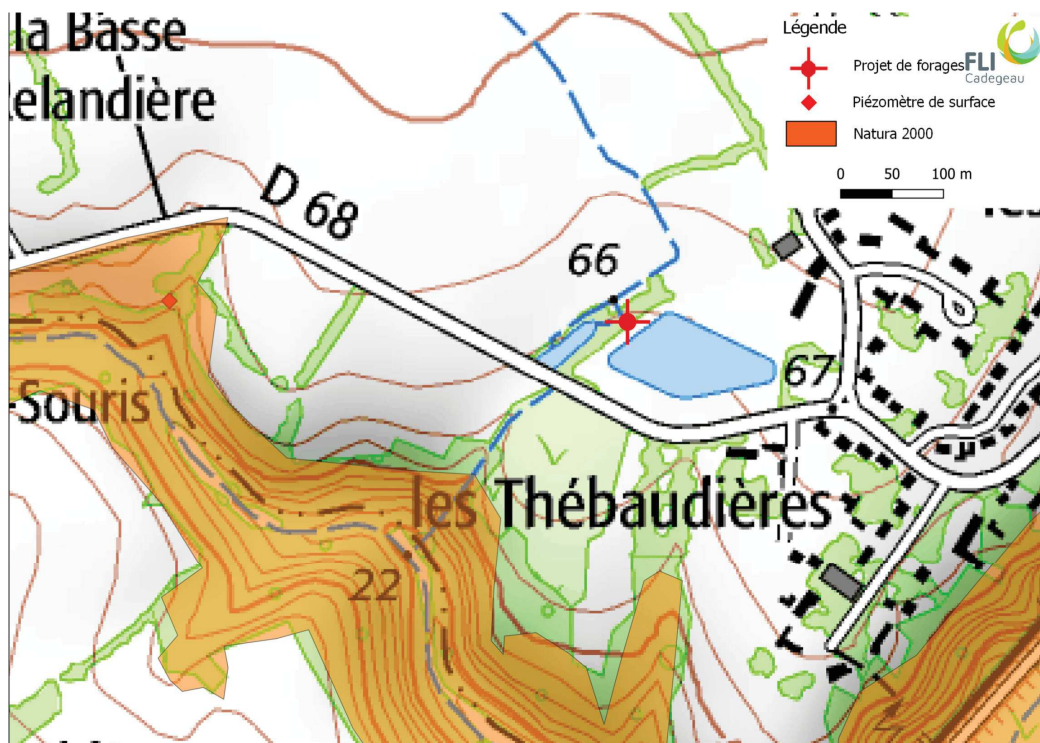 la Basse
Relandière
D 68
66
67
-Souris
les Thébaudières
22
Légende
Projet de forages
FLI
Cadegeau
Piézomètre de surface
Natura 2000
0 50 100 m